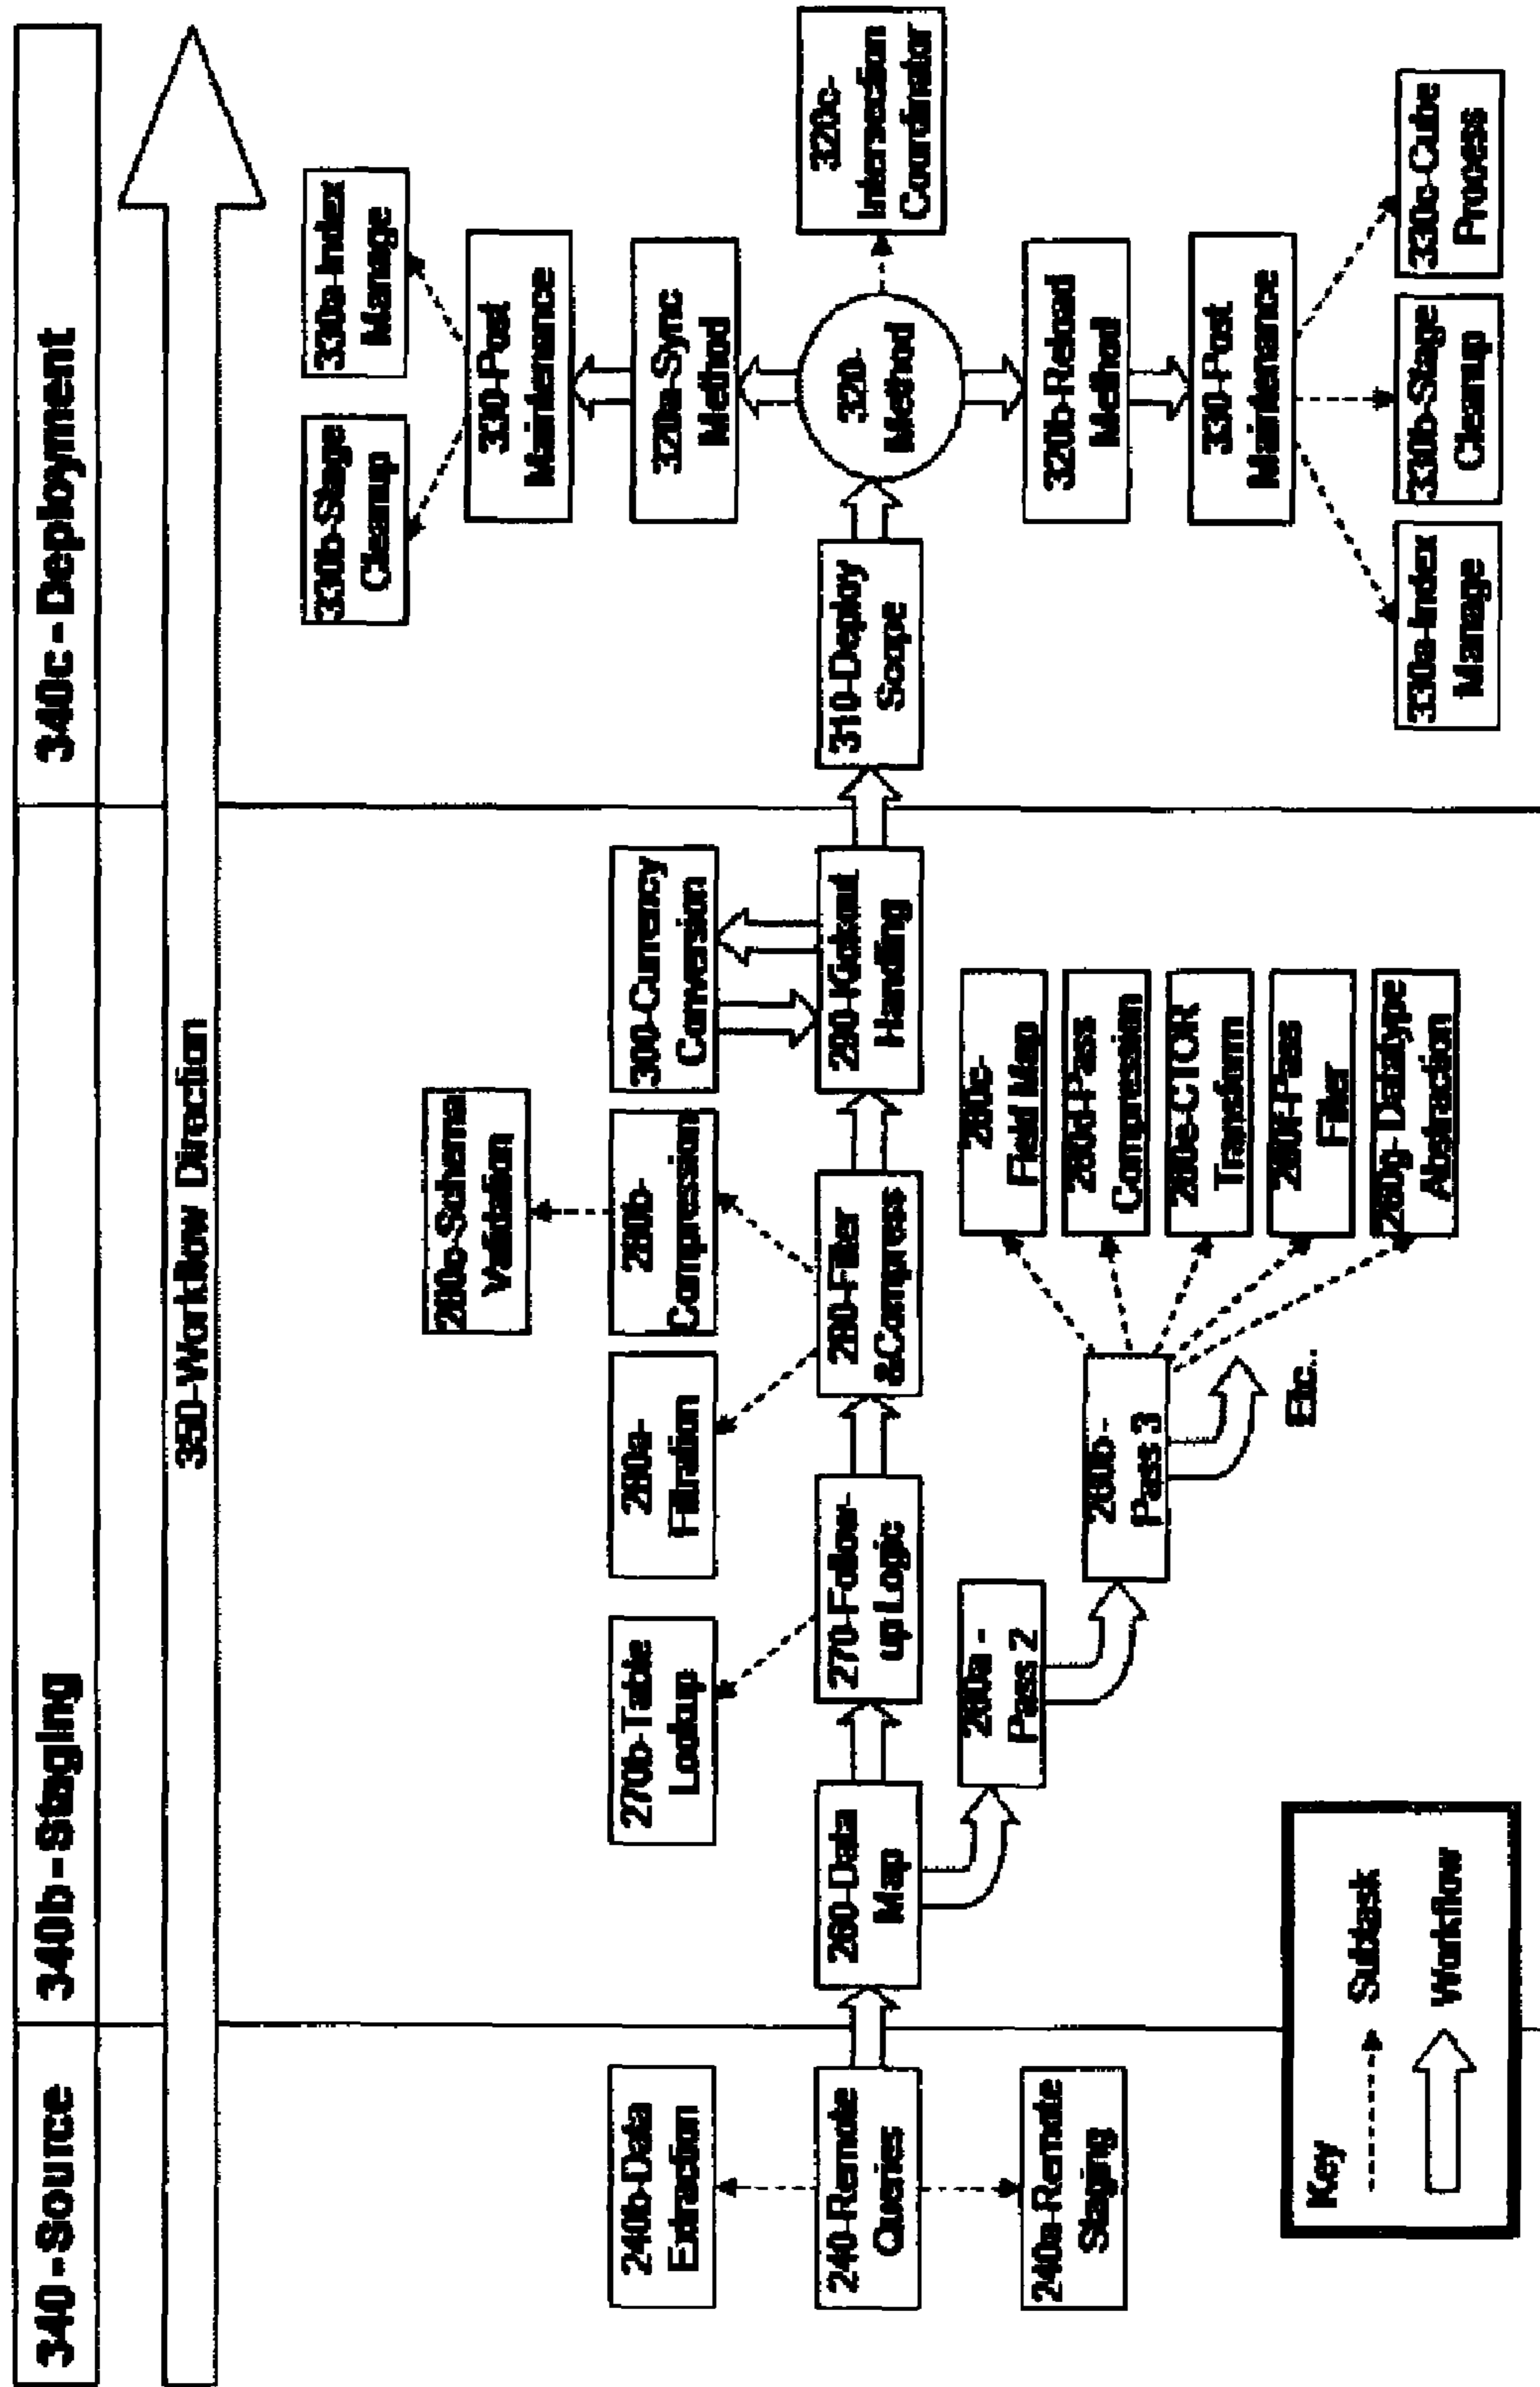 340 - Source
340b - Staging
340c - Deployment
350-Workflow Direction
240b-Data
Extraction
240-Remote
Queries
240a-Remote
Staging
260-Data
Map
260a -
Pass 2
260b -
Pass 3
Etc..
260c-
Field Map
260d-Pass
Compression
260e-CTOR
Transform
260f-Pass
Filter
260g- Datatype
Abstraction
270b-Table
Lookup
270-Follow-
up Logic
280a-
Filtration
280b-
Compression
280c-Schema
Validation
280-Filter
&Compress
300-Currency
Conversion
290-Kickout
Handling
310-Deploy
Scope
320-
Method
320c-
Intersection
Coordinator
320a-Sync
Method
330-Post
Maintenance
330b-Stage
Cleanup
330a-Index
Manage
320b-Reload
Method
330-Post
Maintenance
330a-Index
Manage
330b-Stage
Cleanup
330c-Cube
Process
Key
Subtask
Workflow